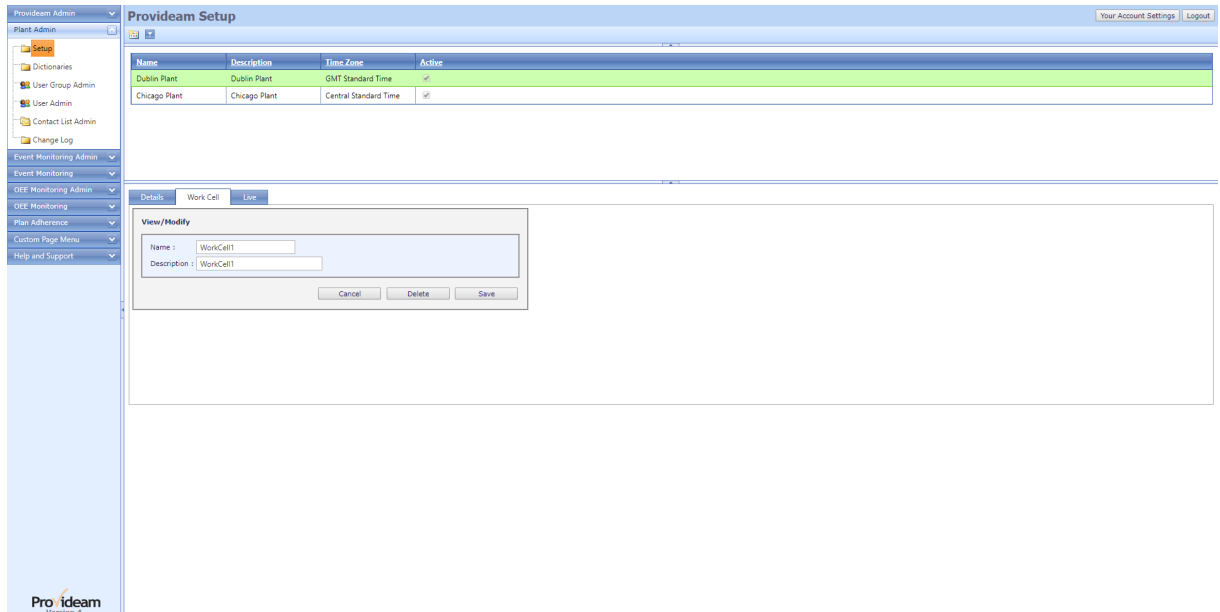 Provideam Admin
Provideam Setup
Your Account Settings
Logout
Plant Admin
Setup
Dictionaries
User Group Admin
User Admin
Contact List Admin
Change Log
Event Monitoring Admin
Event Monitoring
OEE Monitoring Admin
OEE Monitoring
Plan Adherence
Custom Page Menu
Help and Support
Name Description Time Zone Active
Dublin Plant Dublin Plant GMT Standard Time
Chicago Plant Chicago Plant Central Standard Time
Details Work Cell Live
View/Modify
Name : WorkCell1
Description : WorkCell1
Cancel Delete Save
Provideam
Version 4